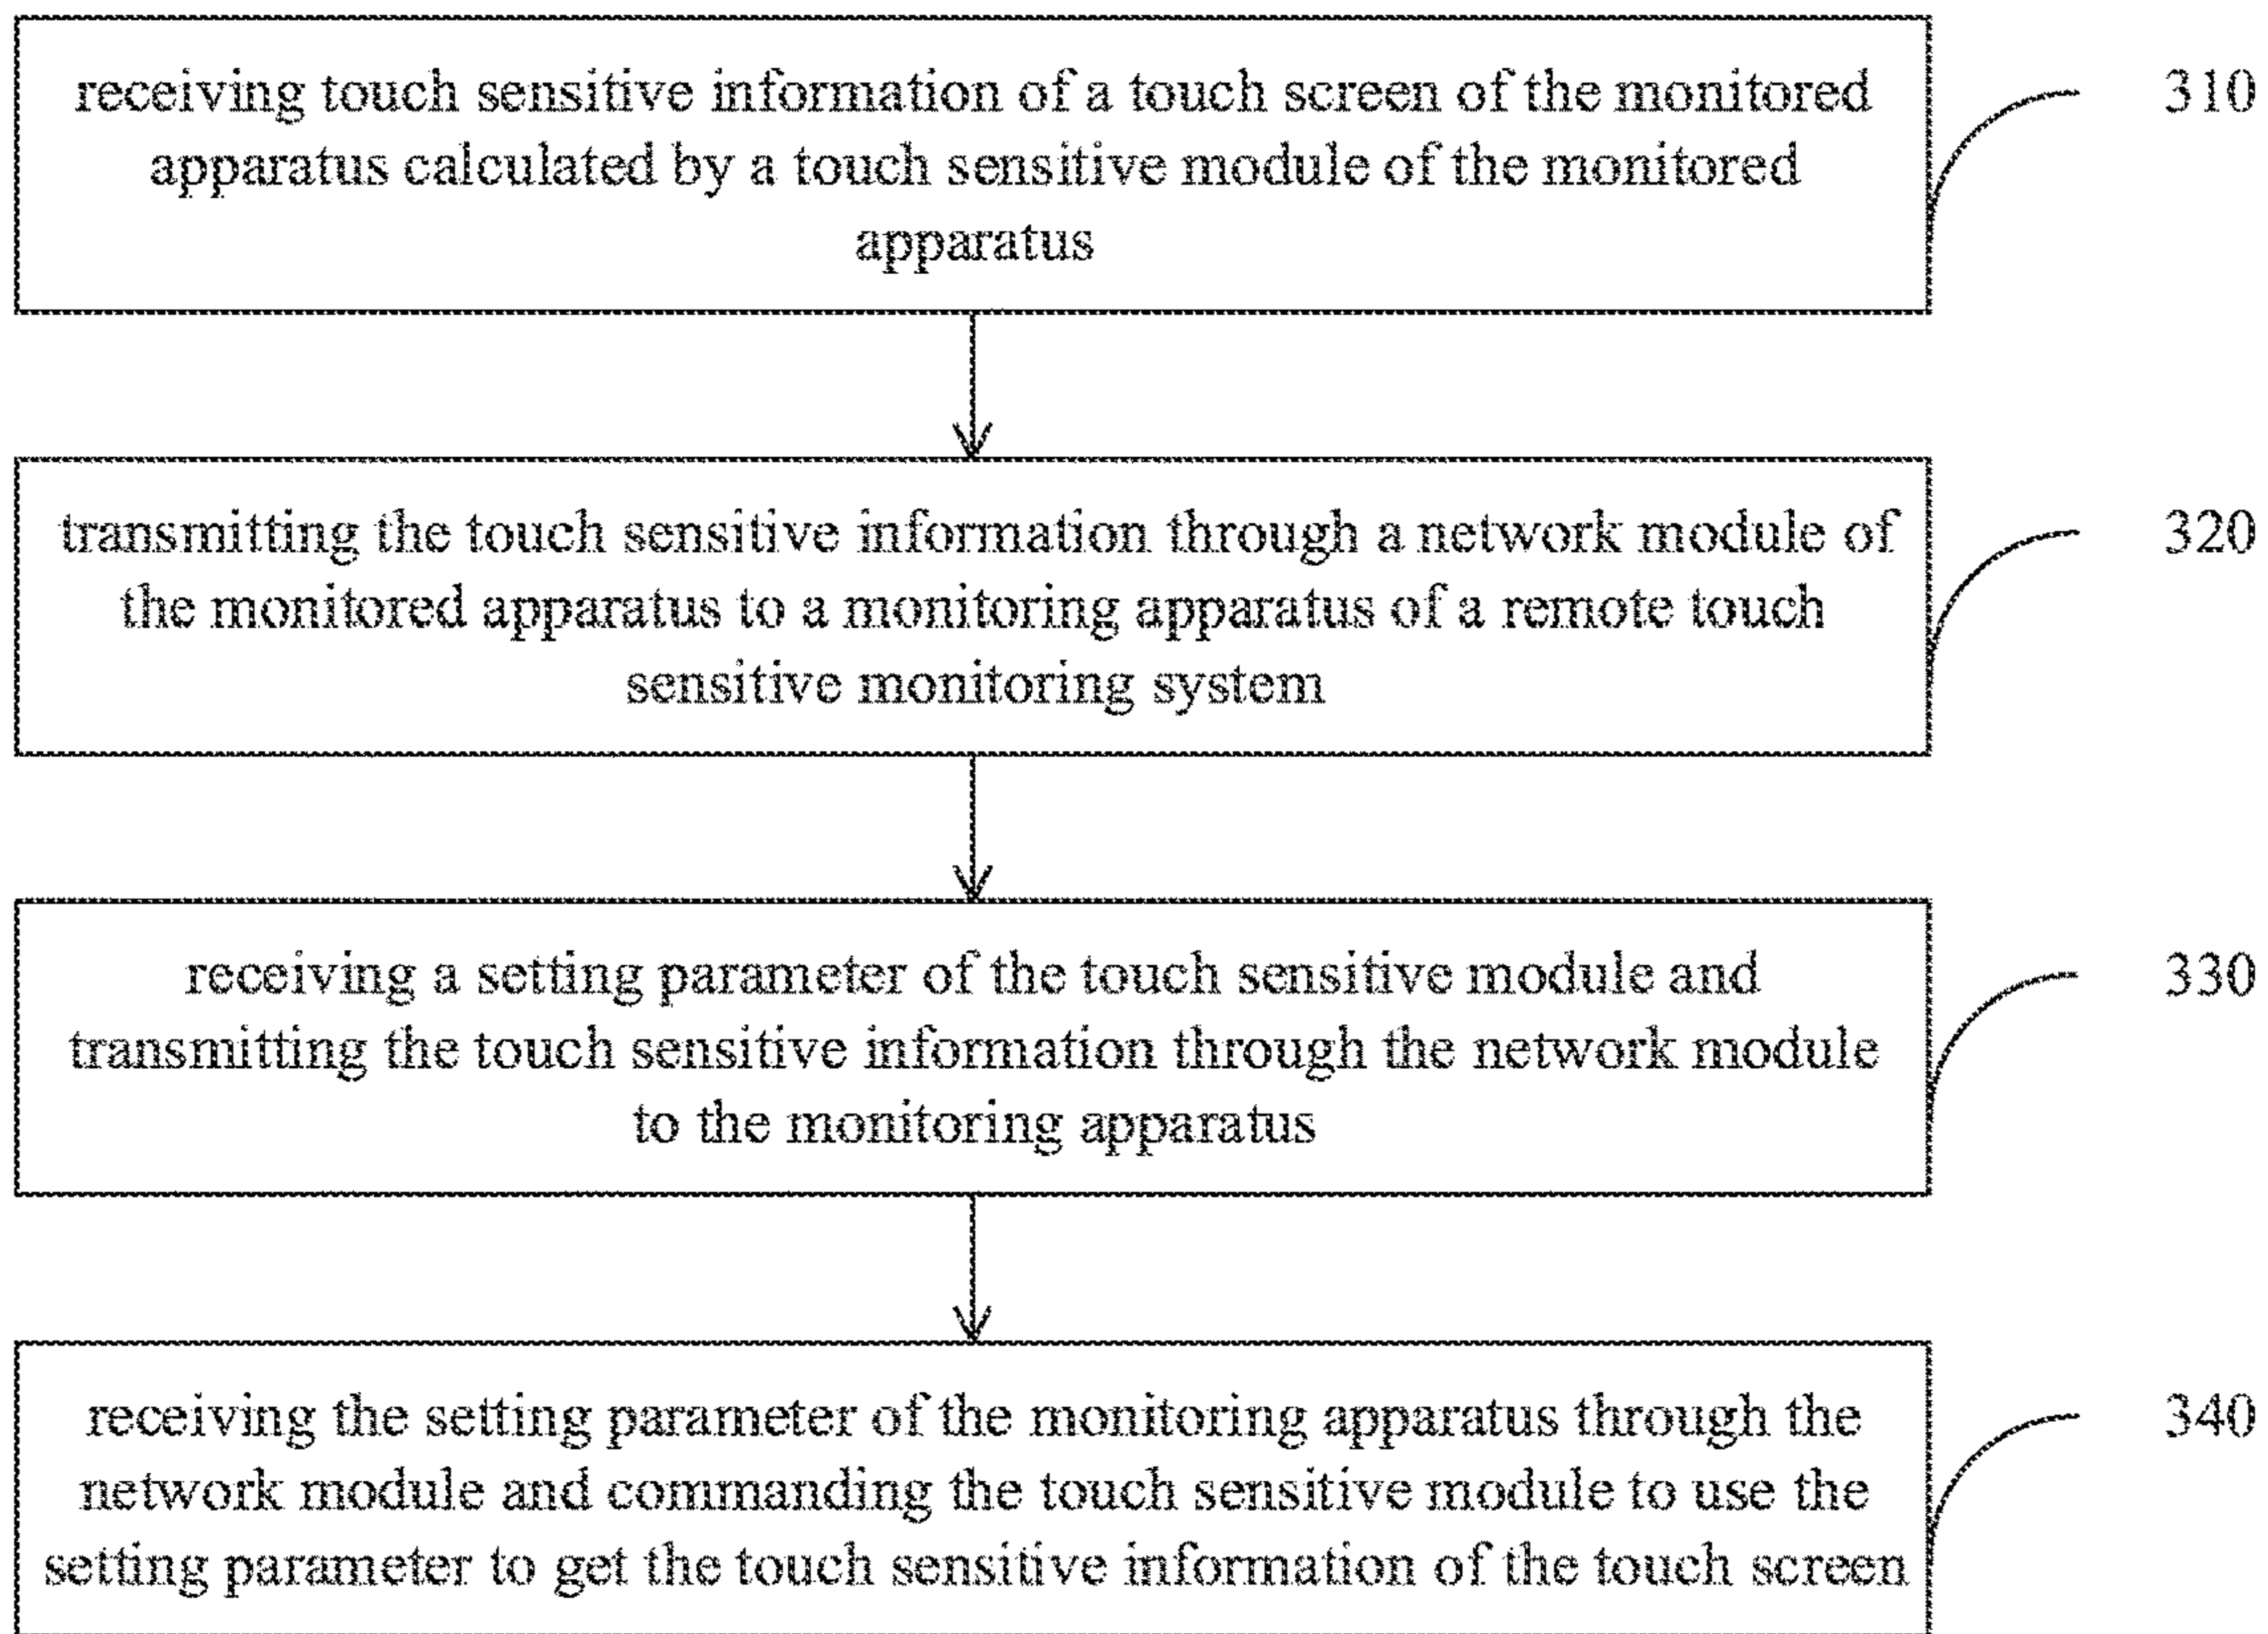 receiving touch sensitive information of a touch screen of the monitored
apparatus calculated by a touch sensitive module of the monitored
apparatus
310
transmitting the touch sensitive information through a network module of
the monitored apparatus to a monitoring apparatus of a remote touch
sensitive monitoring system
320
receiving a setting parameter of the touch sensitive module and
transmitting the touch sensitive information through the network module
to the monitoring apparatus
330
receiving the setting parameter of the monitoring apparatus through the
network module and commanding the touch sensitive module to use the
setting parameter to get the touch sensitive information of the touch screen
340